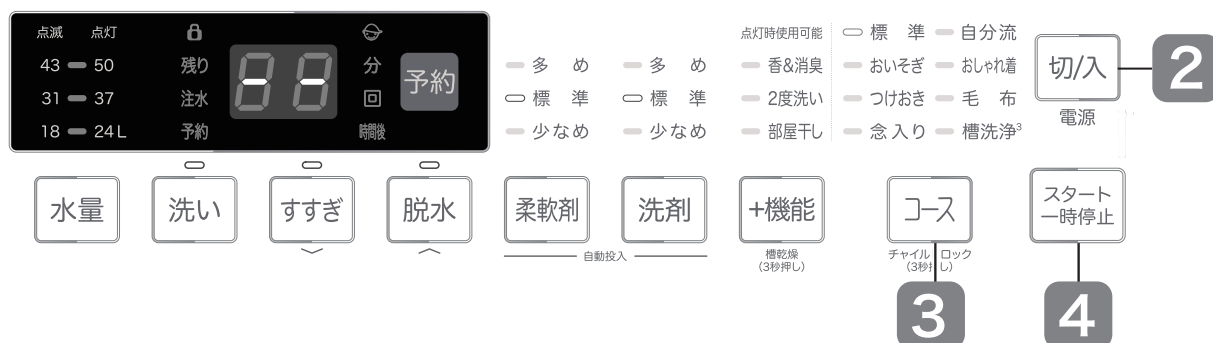 点滅 点灯
43 50
31 37
18 24L
残り
注水
予約
分
回
時間後
予約
多め
標準
少なめ
多め
標準
少なめ
点灯時使用可能
香&消臭
2度洗い
部屋干し
標準 自分流
おいそぎ おしゃれ着
つけおき 毛布
念入り 槽洗浄3
切/入
電源
2
水量
洗い
すすぎ
脱水
柔軟剤
洗剤
自動投入
+機能
槽乾燥
(3秒押し)
コース
チャイルドロック
(3秒押し)
スタート
一時停止
3
4